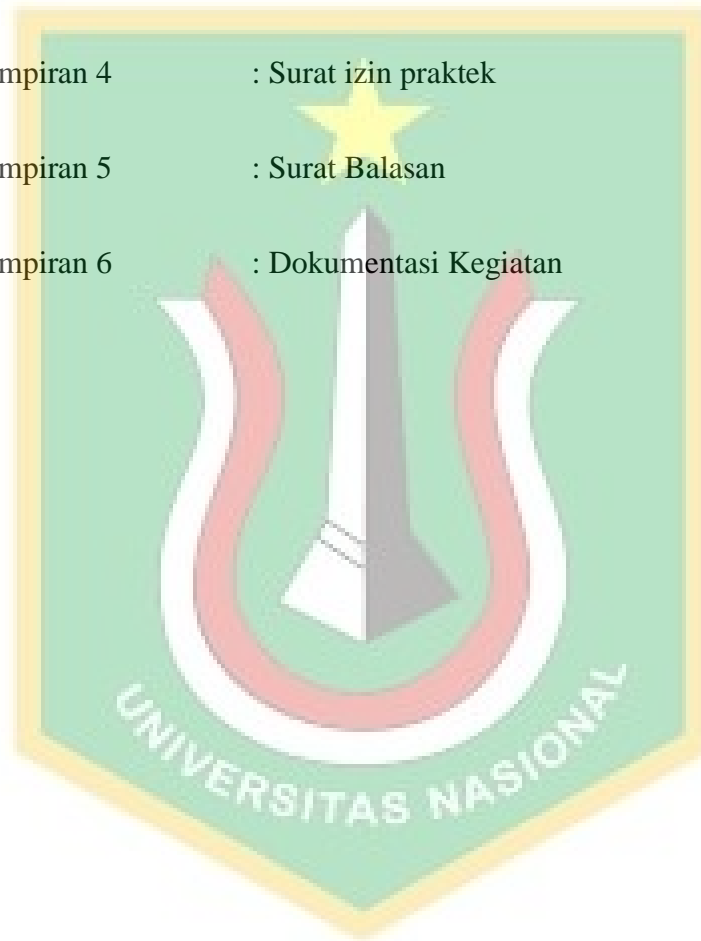 mpiran 4 : Surat izin praktek
mpiran 5 : Surat Balasan
mpiran 6 : Dokumentasi Kegiatan
UNIVERSITAS NASIONAL